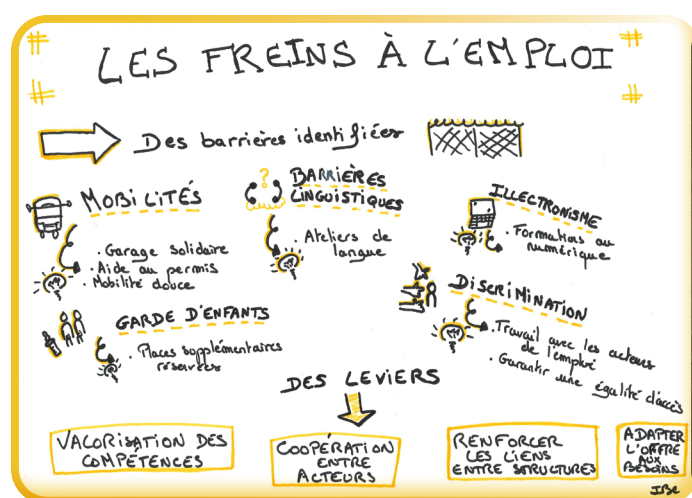 LES FREINS À L'EMPLOI
Des barrières identifiées
MOBILITÉS
. Garage solidaire
. Aide au permis
. Mobilité douce
?
BARRIÈRES
LINGUISTIQUES
. Ateliers de
langue
ILLECTRONISME
. Formations au
numérique
GARDE D'ENFANTS
. Places supplémentaires
réservées
DISCRIMINATION
. Travail avec les acteurs
de l'emploi
. Garantir une égalité d'accès
DES LEVIERS
VALORISATION DES
COMPÉTENCES
COOPÉRATION
ENTRE
ACTEURS
RENFORCER
LES LIENS
ENTRE STRUCTURES
ADAPTER
L'OFFRE
AUX
BESOINS